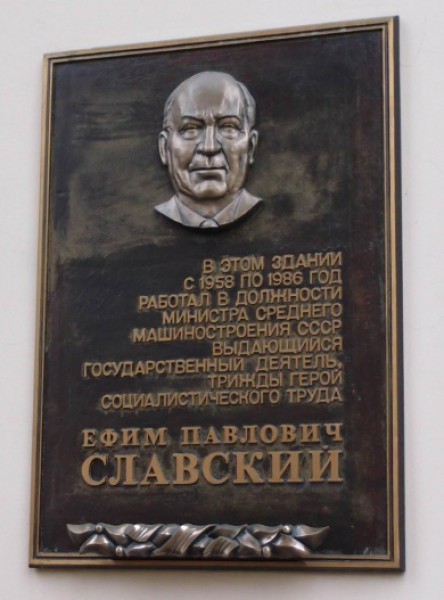 В ЭТОМ ЗДАНИИ
С 1958 ПО 1986 ГОД
РАБОТАЛ В ДОЛЖНОСТИ
МИНИСТРА СРЕДНЕГО
МАШИНОСТРОЕНИЯ СССР
ВЫДАЮЩИЙСЯ
ГОСУДАРСТВЕННЫЙ ДЕЯТЕЛЬ,
ТРИЖДЫ ГЕРОЙ
СОЦИАЛИСТИЧЕСКОГО ТРУДА
ЕФИМ ПАВЛОВИЧ
СЛАВСКИЙ